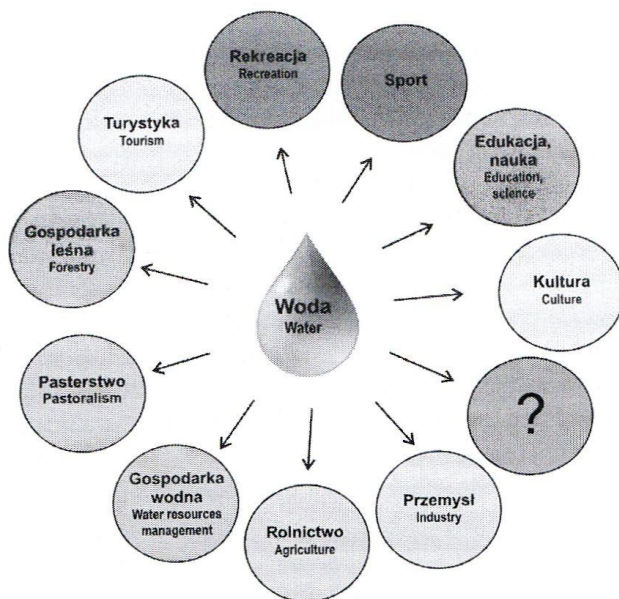 Rekreacja
Recreation
Sport
Turystyka
Tourism
Edukacja,
nauka
Education,
science
Gospodarka
leśna
Forestry
Woda
Water
Kultura
Culture
Pasterstwo
Pastoralism
?
Gospodarka
wodna
Water resources
management
Rolnictwo
Agriculture
Przemysł
Industry